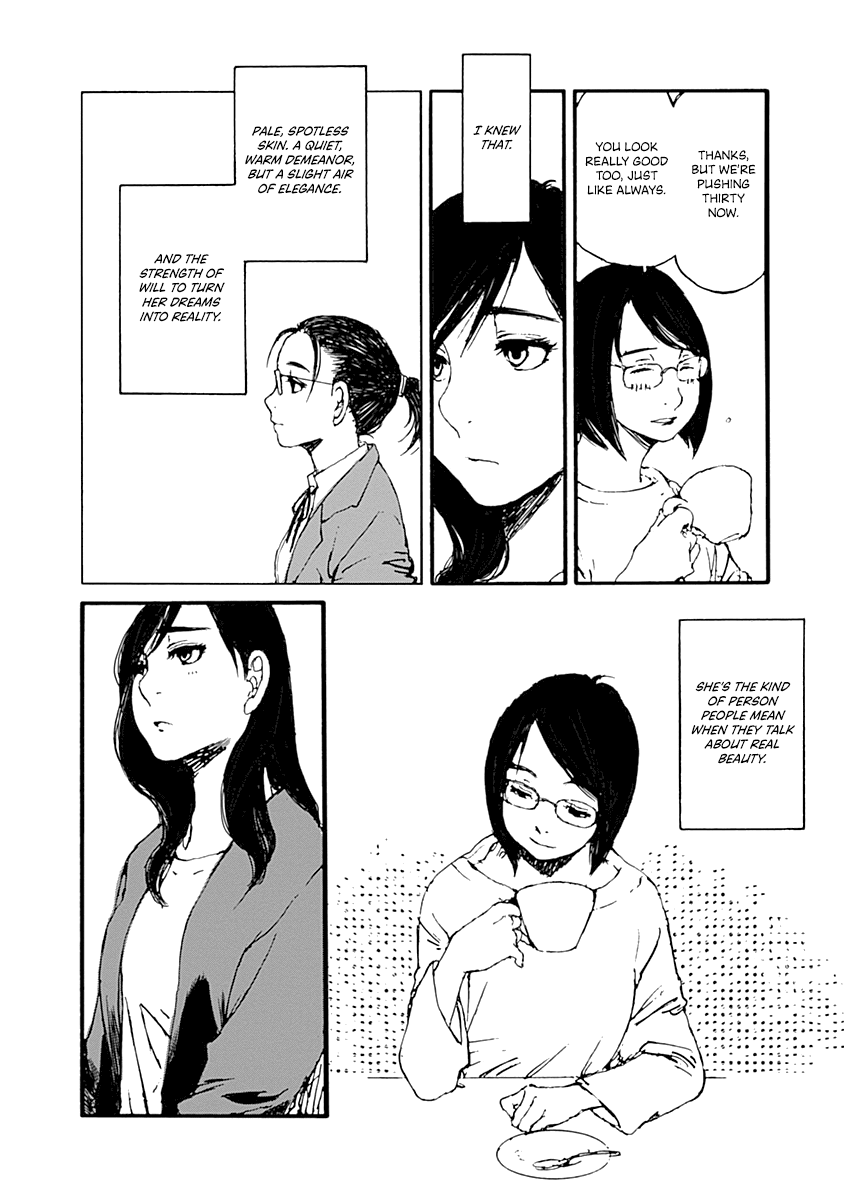 THANKS,
BUT WE'RE
PUSHING
THIRTY
NOW.
YOU LOOK
REALLY GOOD
TOO, JUST
LIKE ALWAYS.
I KNEW
THAT.
PALE, SPOTLESS
SKIN. A QUIET,
WARM DEMEANOR,
BUT A SLIGHT AIR
OF ELEGANCE.
AND THE
STRENGTH OF
WILL TO TURN
HER DREAMS
INTO REALITY.
SHE'S THE KIND
OF PERSON
PEOPLE MEAN
WHEN THEY TALK
ABOUT REAL
BEAUTY.